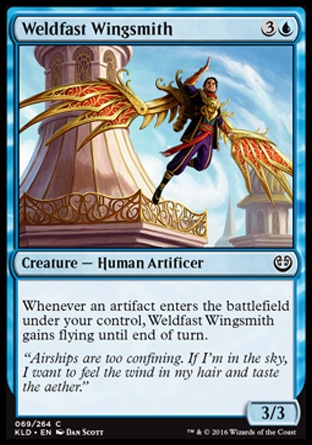 Weldfast Wingsmith 3
Creature — Human Artificer
Whenever an artifact enters the battlefield
under your control, Weldfast Wingsmith
gains flying until end of turn.
“Airships are too confining. If I’m in the sky,
I want to feel the wind in my hair and taste
the aether.”
3/3
069/264 C
KLD • EN Dan Scott
™ & © 2016 Wizards of the Coast